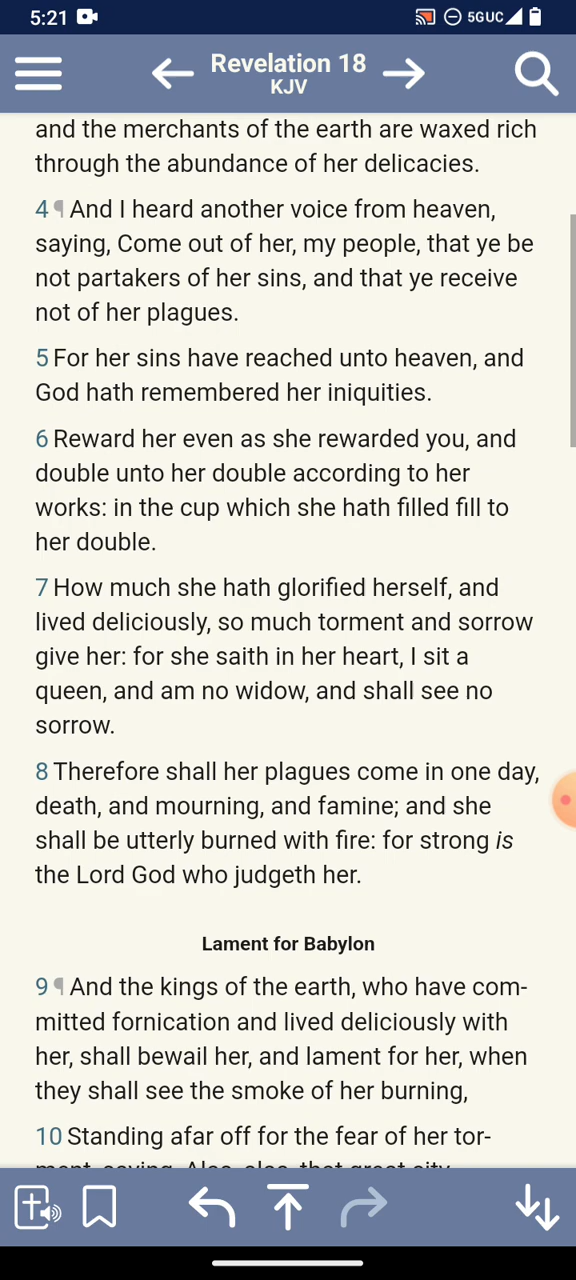 5:21
5GUC
Revelation 18
KJV
and the merchants of the earth are waxed rich
through the abundance of her delicacies.
4 ¶ And I heard another voice from heaven,
saying, Come out of her, my people, that ye be
not partakers of her sins, and that ye receive
not of her plagues.
5 For her sins have reached unto heaven, and
God hath remembered her iniquities.
6 Reward her even as she rewarded you, and
double unto her double according to her
works: in the cup which she hath filled fill to
her double.
7 How much she hath glorified herself, and
lived deliciously, so much torment and sorrow
give her: for she saith in her heart, I sit a
queen, and am no widow, and shall see no
sorrow.
8 Therefore shall her plagues come in one day,
death, and mourning, and famine; and she
shall be utterly burned with fire: for strong is
the Lord God who judgeth her.
Lament for Babylon
9 ¶ And the kings of the earth, who have com-
mitted fornication and lived deliciously with
her, shall bewail her, and lament for her, when
they shall see the smoke of her burning,
10 Standing afar off for the fear of her tor-
ment, saying, Alas, alas, that great city